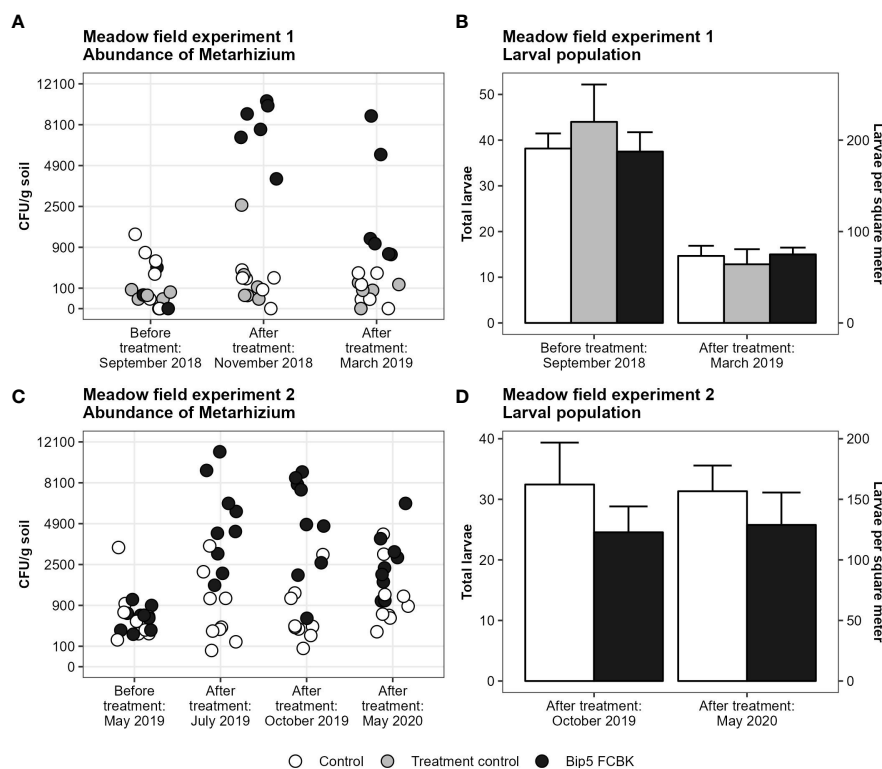 A
Meadow field experiment 1
Abundance of Metarhizium
CFU/g soil
12100
8100
4900
2500
900
100
0
Before
treatment:
September 2018
After
treatment:
November 2018
After
treatment:
March 2019
B
Meadow field experiment 1
Larval population
Total larvae
50
40
30
20
10
0
Larvae per square meter
200
100
0
Before treatment:
September 2018
After treatment:
March 2019
C
Meadow field experiment 2
Abundance of Metarhizium
CFU/g soil
12100
8100
4900
2500
900
100
0
Before
treatment:
May 2019
After
treatment:
July 2019
After
treatment:
October 2019
After
treatment:
May 2020
D
Meadow field experiment 2
Larval population
Total larvae
40
30
20
10
0
Larvae per square meter
200
150
100
50
0
After treatment:
October 2019
After treatment:
May 2020
Control
Treatment control
Bip5 FCBK